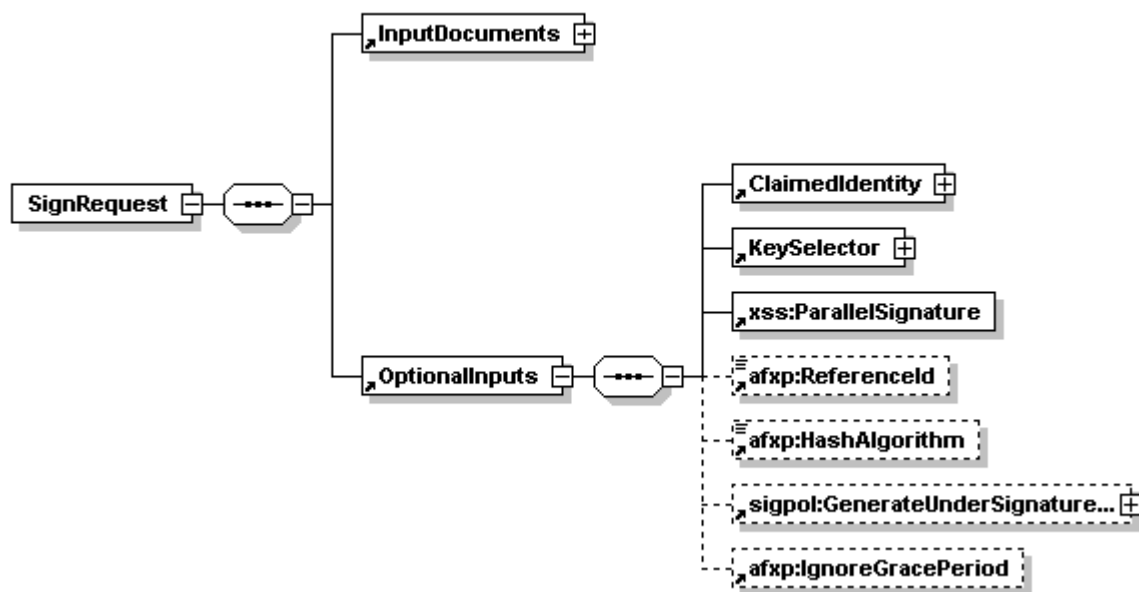 InputDocuments
SignRequest
ClaimedIdentity
KeySelector
xss:ParallelSignature
OptionalInputs
afxp:ReferenceId
afxp:HashAlgorithm
sigpol:GenerateUnderSignature...
afxp:IgnoreGracePeriod